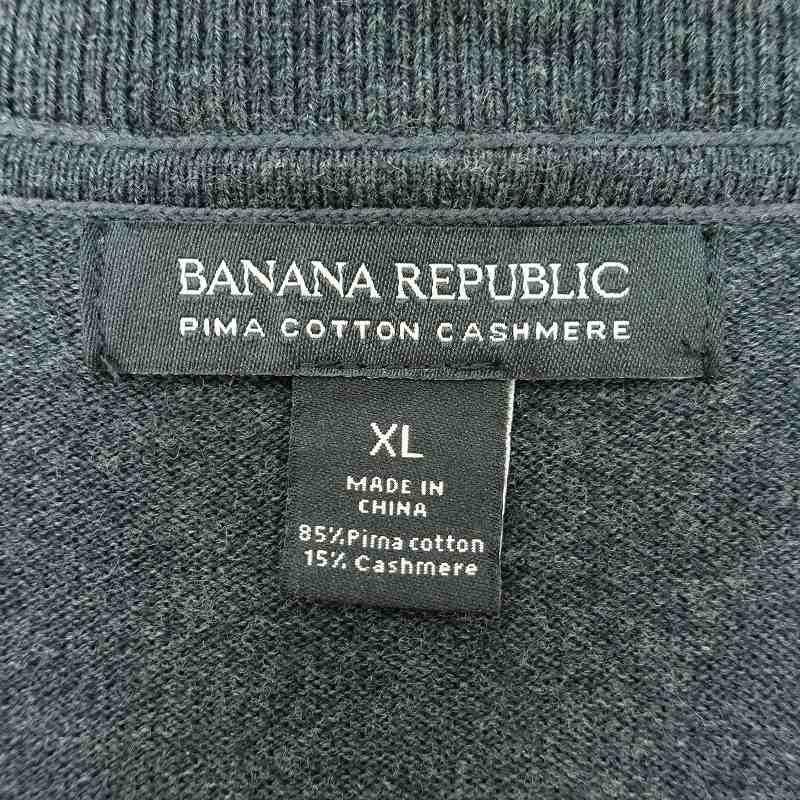 BANANA REPUBLIC
PIMA COTTON CASHMERE
XL
MADE IN
CHINA
85%Pima cotton
15% Cashmere